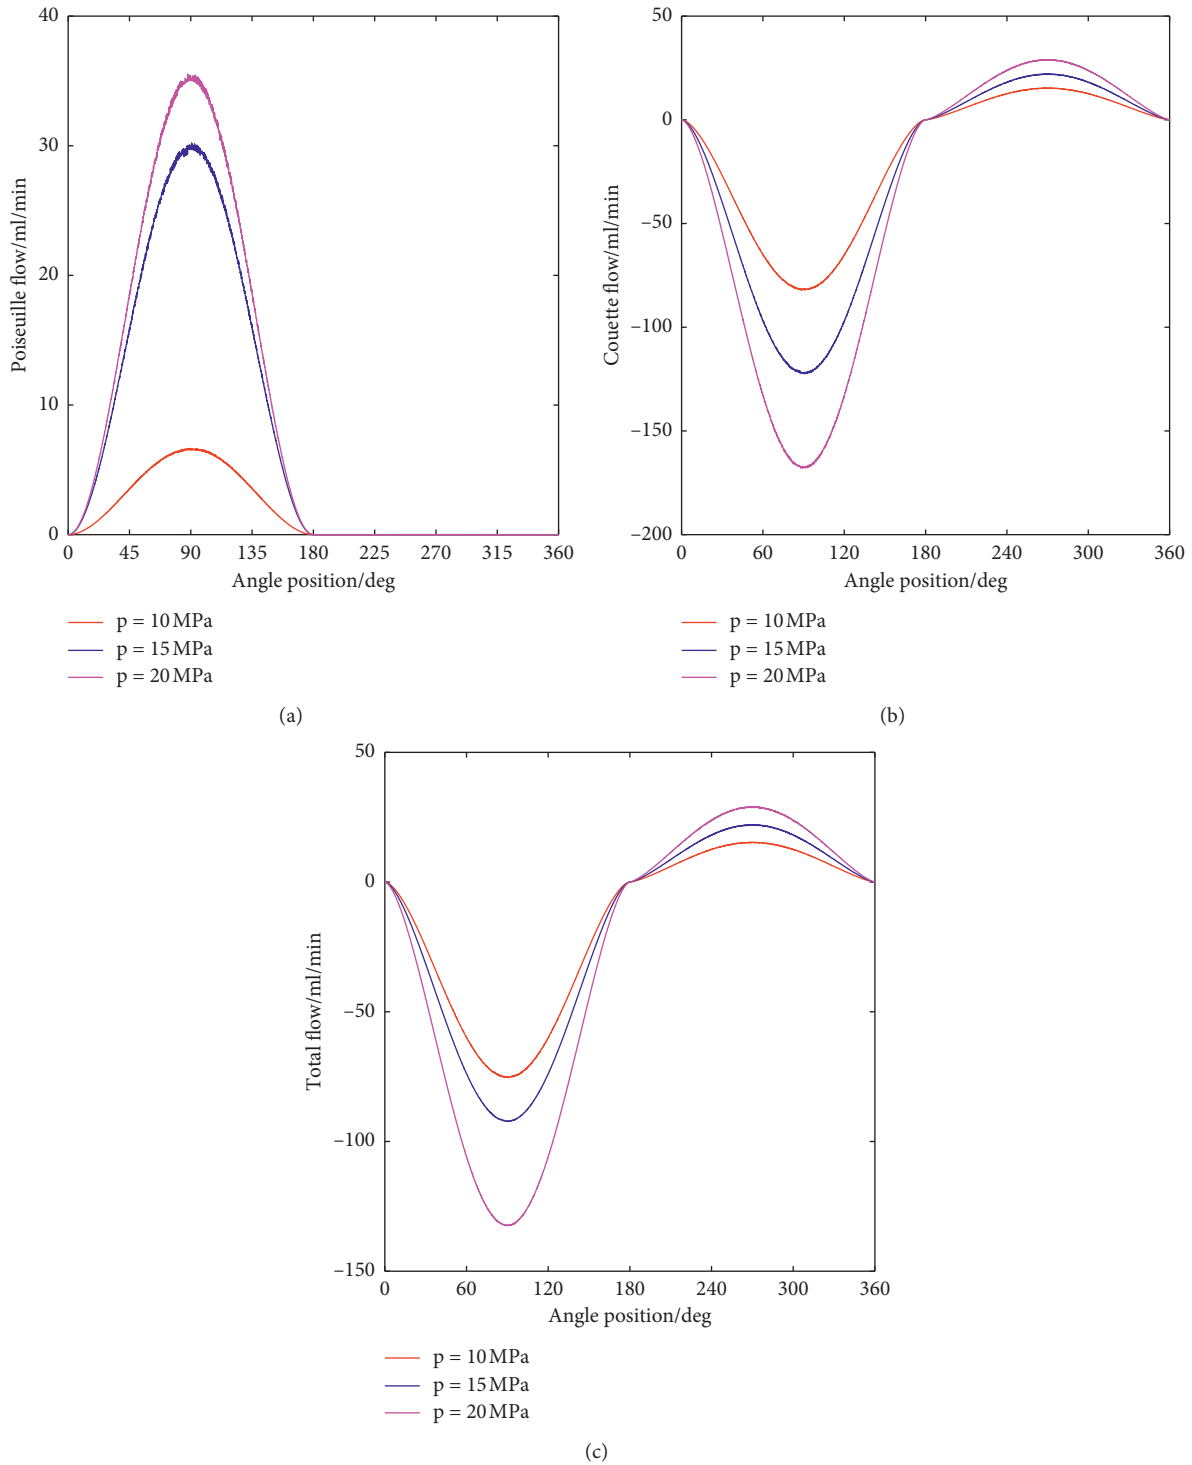 40
30
20
10
0
Poiseuille flow/ml/min
0 45 90 135 180 225 270 315 360
Angle position/deg
p = 10 MPa
p = 15 MPa
p = 20 MPa
(a)
50
0
−50
−100
−150
−200
Couette flow/ml/min
0 60 120 180 240 300 360
Angle position/deg
p = 10 MPa
p = 15 MPa
p = 20 MPa
(b)
50
0
−50
−100
−150
Total flow/ml/min
0 60 120 180 240 300 360
Angle position/deg
p = 10 MPa
p = 15 MPa
p = 20 MPa
(c)